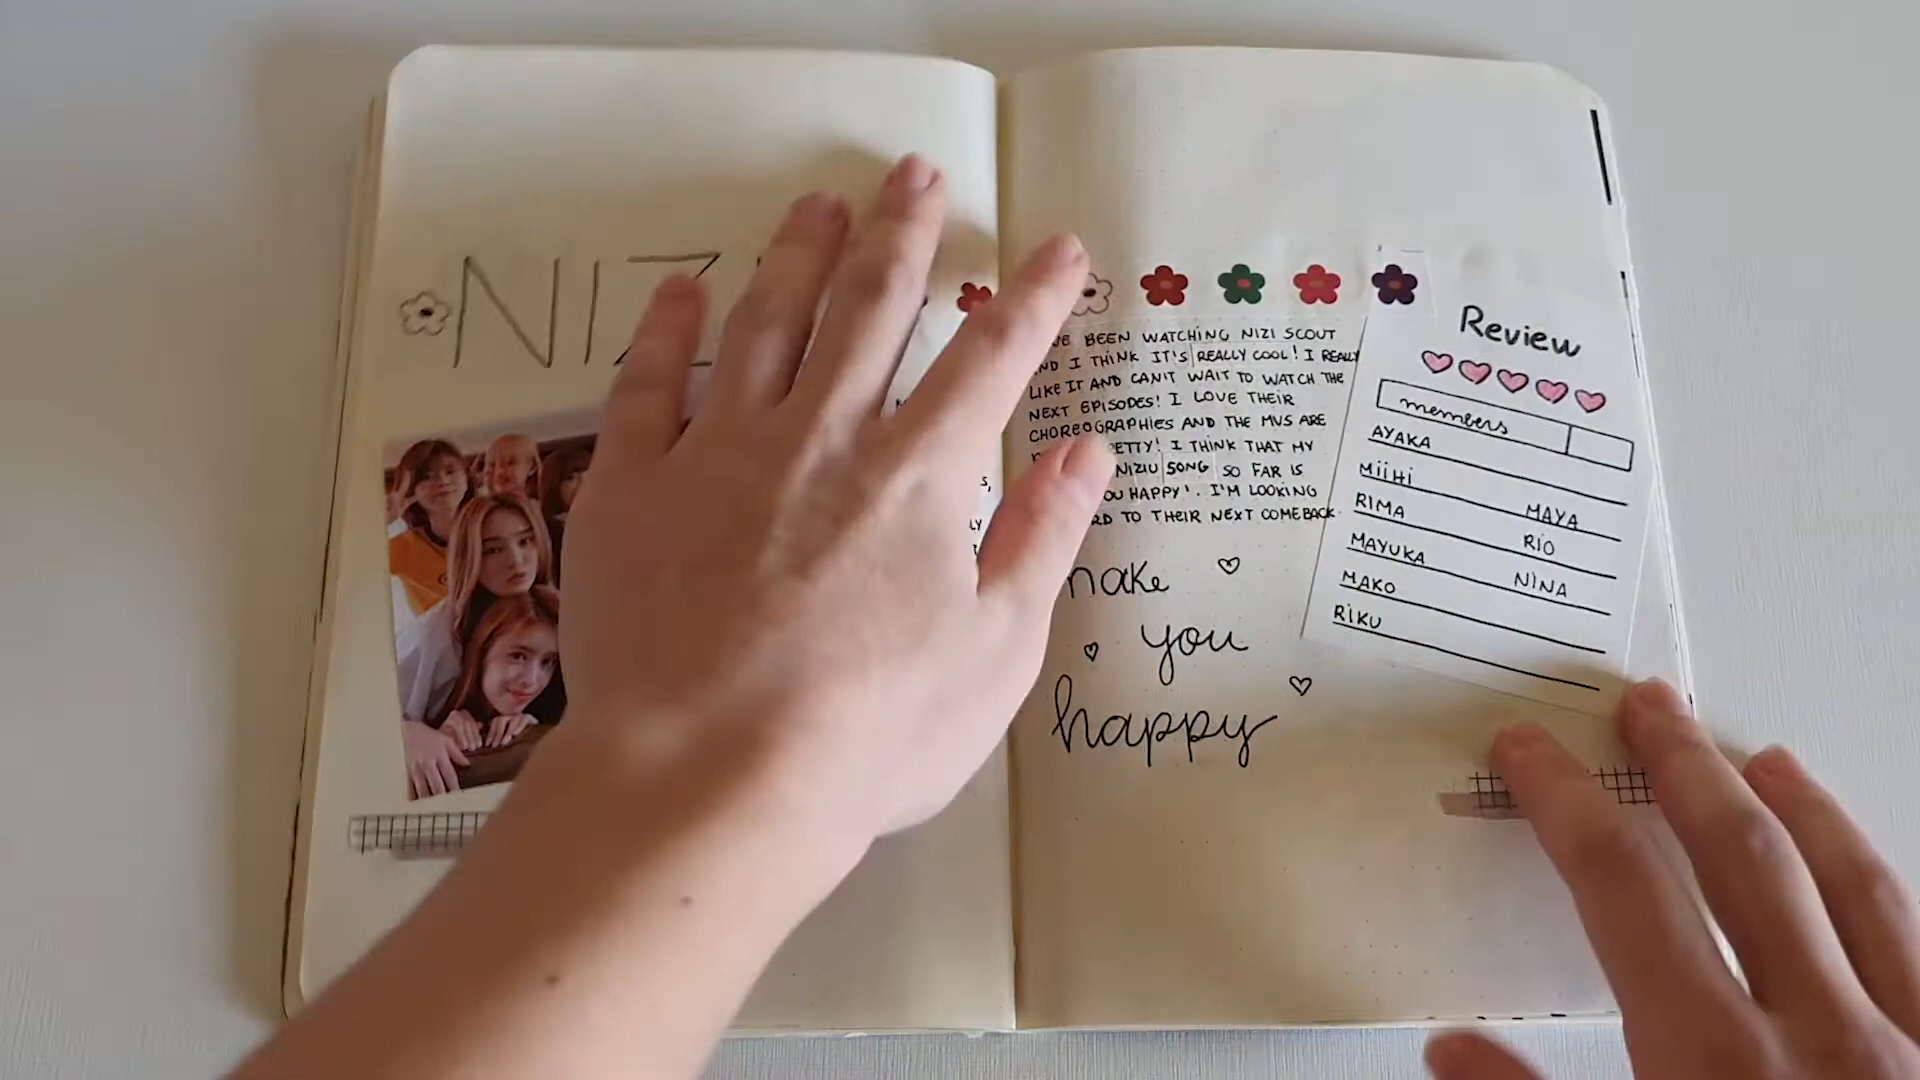 NIZ
VE BEEN WATCHING NIZI SCOUT
ND I THINK IT'S REALLY COOL! I REALLY
LIKE IT AND CAN'T WAIT TO WATCH THE
NEXT EPISODES! I LOVE THEIR
CHOREOGRAPHIES AND THE MVS ARE
ETTY! I THINK THAT MY
NIZIU SONG SO FAR IS
OU HAPPY'. I'M LOOKING
RD TO THEIR NEXT COMEBACK.
make
you
happy
Review
members
AYAKA
MIIHI
RIMA
MAYUKA
MAKO
RIKU
MAYA
RIO
NINA